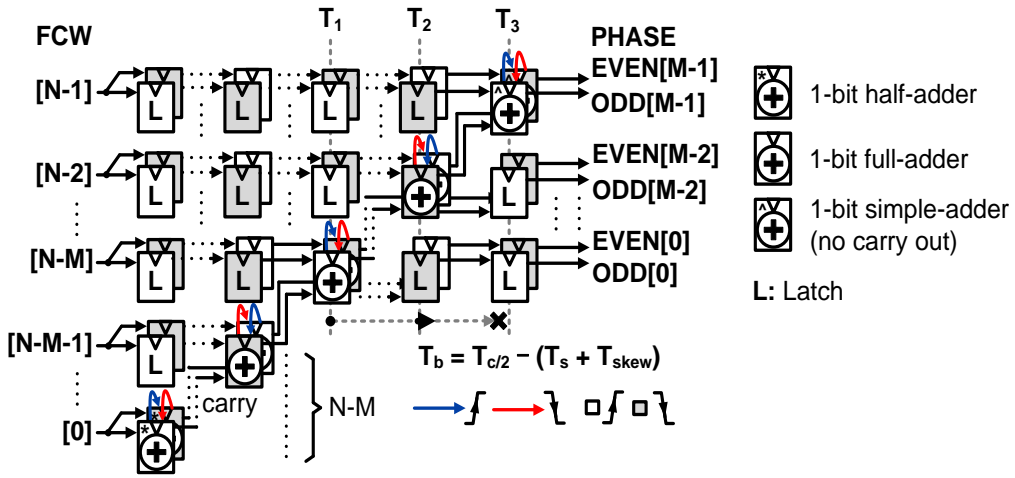 T1 T2 T3
FCW PHASE
[N-1] L L L L ^ EVEN[M-1]
ODD[M-1]
* 1-bit half-adder
[N-2] L L L L EVEN[M-2]
ODD[M-2]
1-bit full-adder
[N-M] L L L L EVEN[0]
ODD[0]
^ 1-bit simple-adder
(no carry out)
L: Latch
[N-M-1] L
Tb = Tc/2 − (Ts + Tskew)
carry N-M
[0] * *